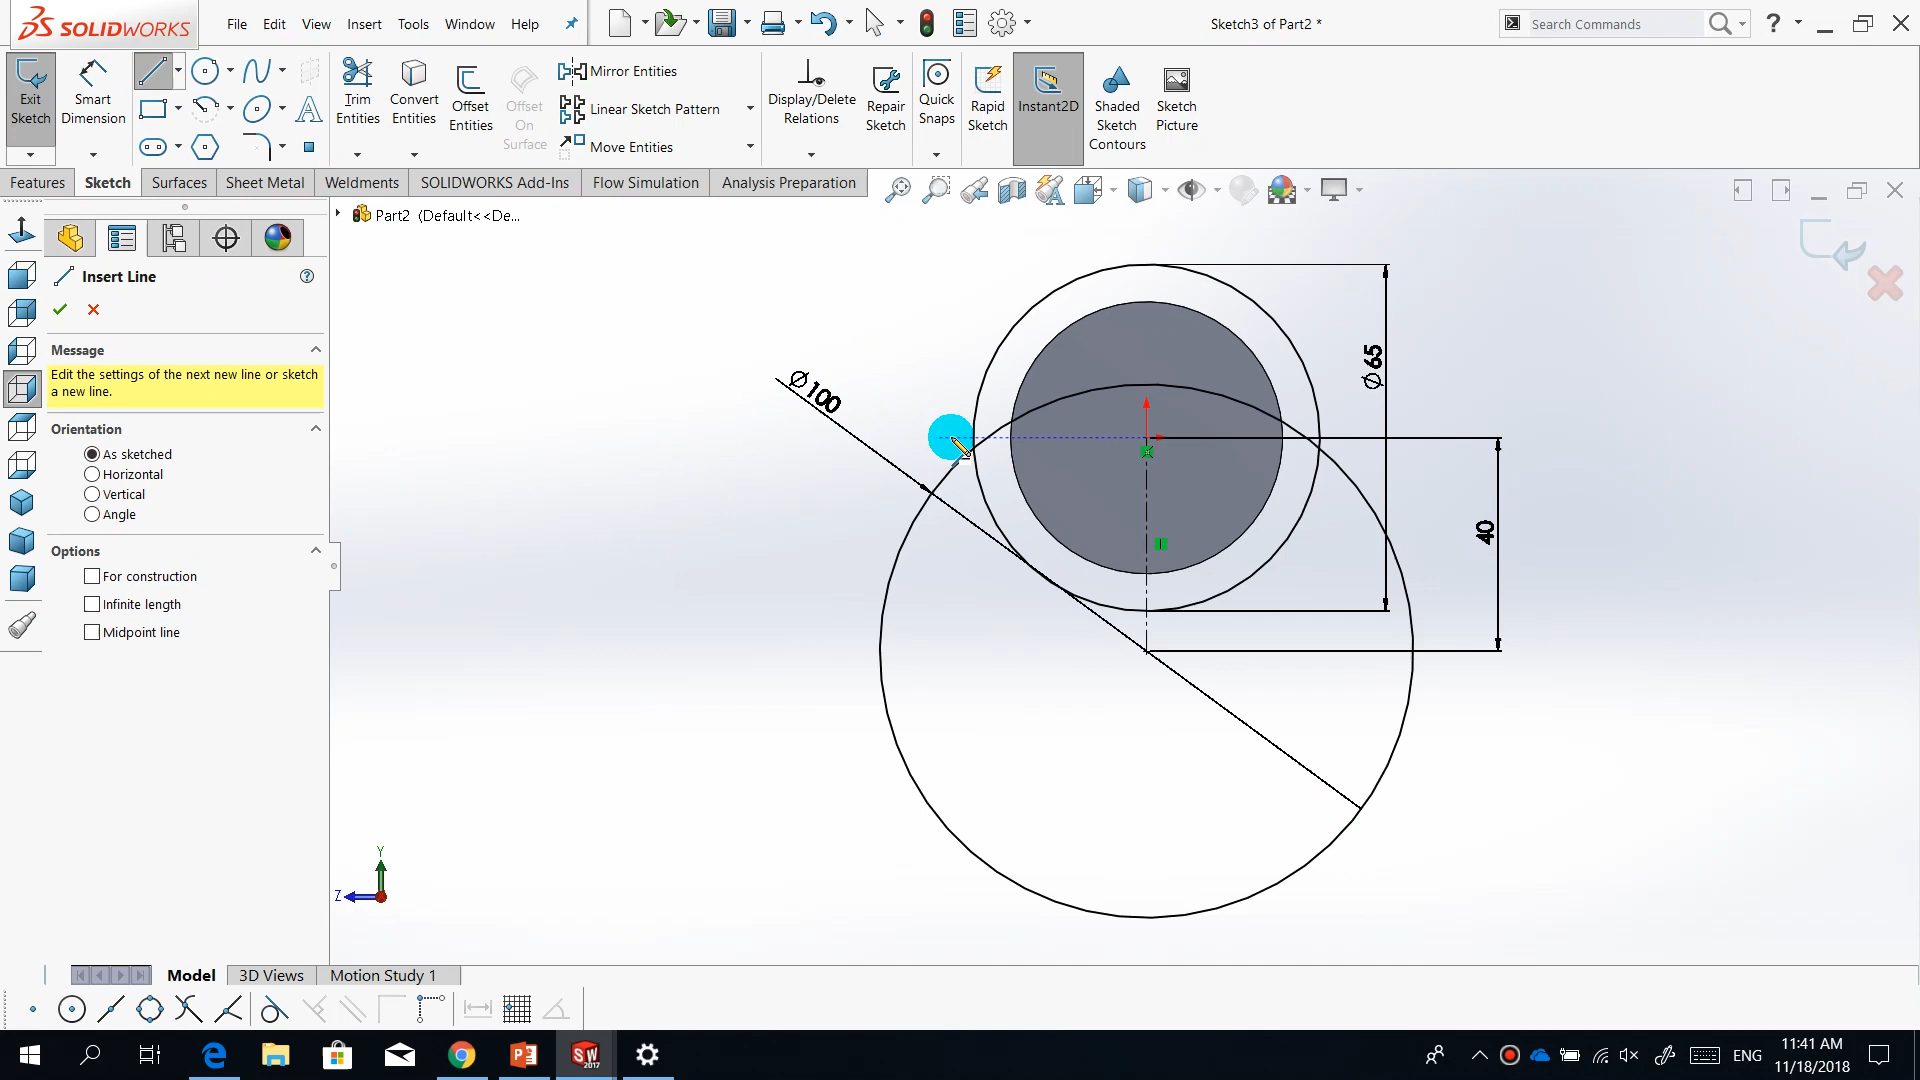 SOLIDWORKS
File Edit View Insert Tools Window Help
Sketch3 of Part2 *
Search Commands
?
Exit Sketch
Smart Dimension
Trim Entities
Convert Entities
Offset Entities
Offset On Surface
Mirror Entities
Linear Sketch Pattern
Move Entities
Display/Delete Relations
Repair Sketch
Quick Snaps
Rapid Sketch
Instant2D
Shaded Sketch Contours
Sketch Picture
Features Sketch Surfaces Sheet Metal Weldments SOLIDWORKS Add-Ins Flow Simulation Analysis Preparation
Part2 (Default<<De...
Insert Line
Message
Edit the settings of the next new line or sketch
a new line.
Orientation
As sketched
Horizontal
Vertical
Angle
Options
For construction
Infinite length
Midpoint line
Ø100
Ø65
40
Y
Z
Model 3D Views Motion Study 1
SW
2017
ENG
11:41 AM
11/18/2018